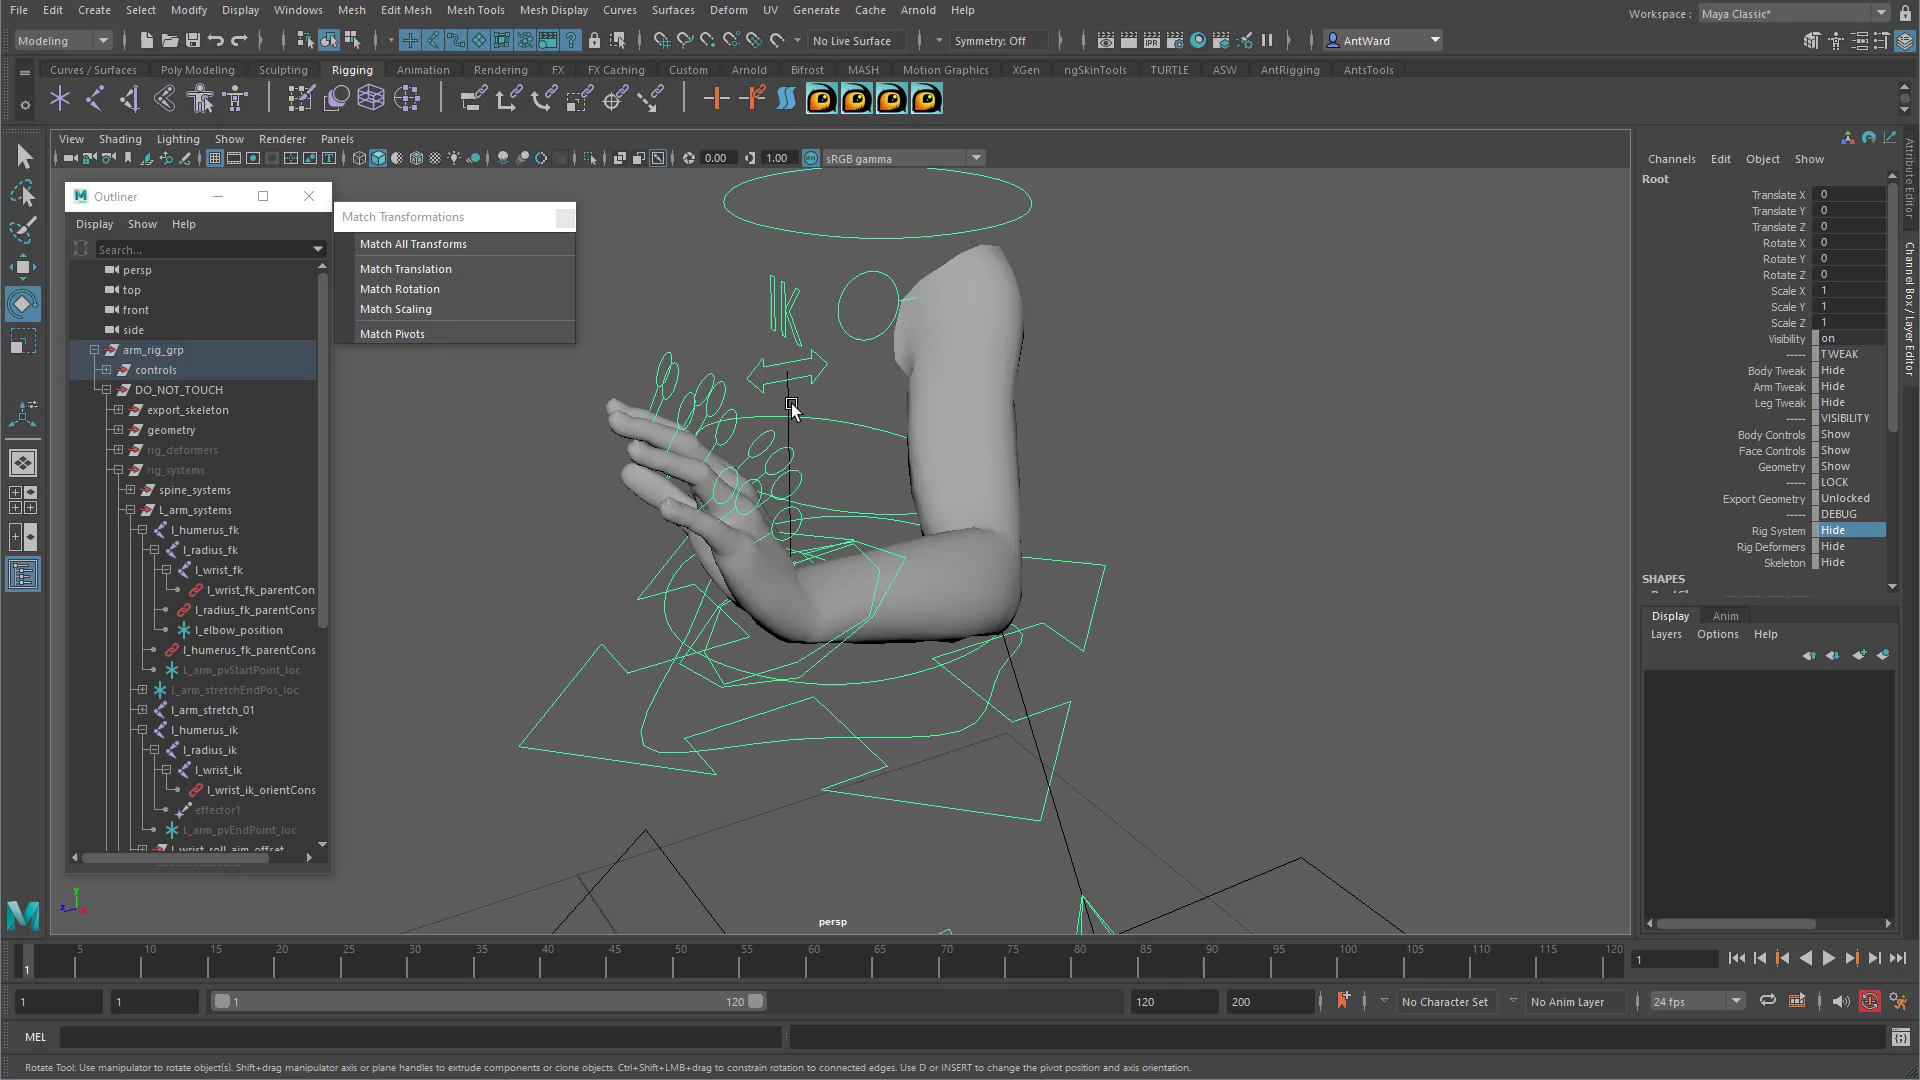 File Edit Create Select Modify Display Windows Mesh Edit Mesh Mesh Tools Mesh Display Curves Surfaces Deform UV Generate Cache Arnold Help
Workspace : Maya Classic*
Modeling
No Live Surface
Symmetry: Off
AntWard
Curves / Surfaces Poly Modeling Sculpting Rigging Animation Rendering FX FX Caching Custom Arnold Bifrost MASH Motion Graphics XGen ngSkinTools TURTLE ASW AntRigging AntsTools
View Shading Lighting Show Renderer Panels
0.00 1.00 ON sRGB gamma
IPR
Outliner
Display Show Help
Search...
persp
top
front
side
arm_rig_grp
controls
DO_NOT_TOUCH
export_skeleton
geometry
rig_deformers
rig_systems
spine_systems
L_arm_systems
l_humerus_fk
l_radius_fk
l_wrist_fk
l_wrist_fk_parentCon
l_radius_fk_parentCons
l_elbow_position
l_humerus_fk_parentCons
L_arm_pvStartPoint_loc
L_arm_stretchEndPos_loc
l_arm_stretch_01
l_humerus_ik
l_radius_ik
l_wrist_ik
l_wrist_ik_orientCons
effector1
L_arm_pvEndPoint_loc
l_wrist_roll_aim_offset
Match Transformations
Match All Transforms
Match Translation
Match Rotation
Match Scaling
Match Pivots
IK
persp
y
z
x
Channels Edit Object Show
Root
Translate X 0
Translate Y 0
Translate Z 0
Rotate X 0
Rotate Y 0
Rotate Z 0
Scale X 1
Scale Y 1
Scale Z 1
Visibility on
----- TWEAK
Body Tweak Hide
Arm Tweak Hide
Leg Tweak Hide
----- VISIBILITY
Body Controls Show
Face Controls Show
Geometry Show
----- LOCK
Export Geometry Unlocked
----- DEBUG
Rig System Hide
Rig Deformers Hide
Skeleton Hide
SHAPES
Display Anim
Layers Options Help
Attribute Editor
Channel Box / Layer Editor
5 10 15 20 25 30 35 40 45 50 55 60 65 70 75 80 85 90 95 100 105 110 115 120
1
1
1 1 1 120 120 200 No Character Set No Anim Layer 24 fps
MEL
Rotate Tool: Use manipulator to rotate object(s). Shift+drag manipulator axis or plane handles to extrude components or clone objects. Ctrl+Shift+LMB+drag to constrain rotation to connected edges. Use D or INSERT to change the pivot position and axis orientation.